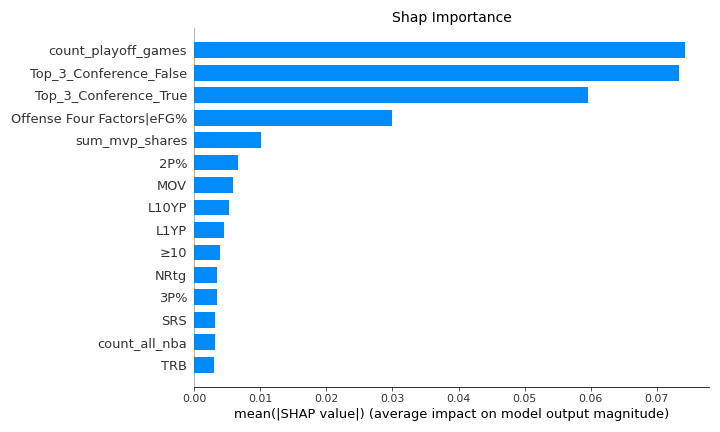 Shap Importance
count_playoff_games
Top_3_Conference_False
Top_3_Conference_True
Offense Four Factors|eFG%
sum_mvp_shares
2P%
MOV
L10YP
L1YP
≥10
NRtg
3P%
SRS
count_all_nba
TRB
0.00 0.01 0.02 0.03 0.04 0.05 0.06 0.07
mean(|SHAP value|) (average impact on model output magnitude)